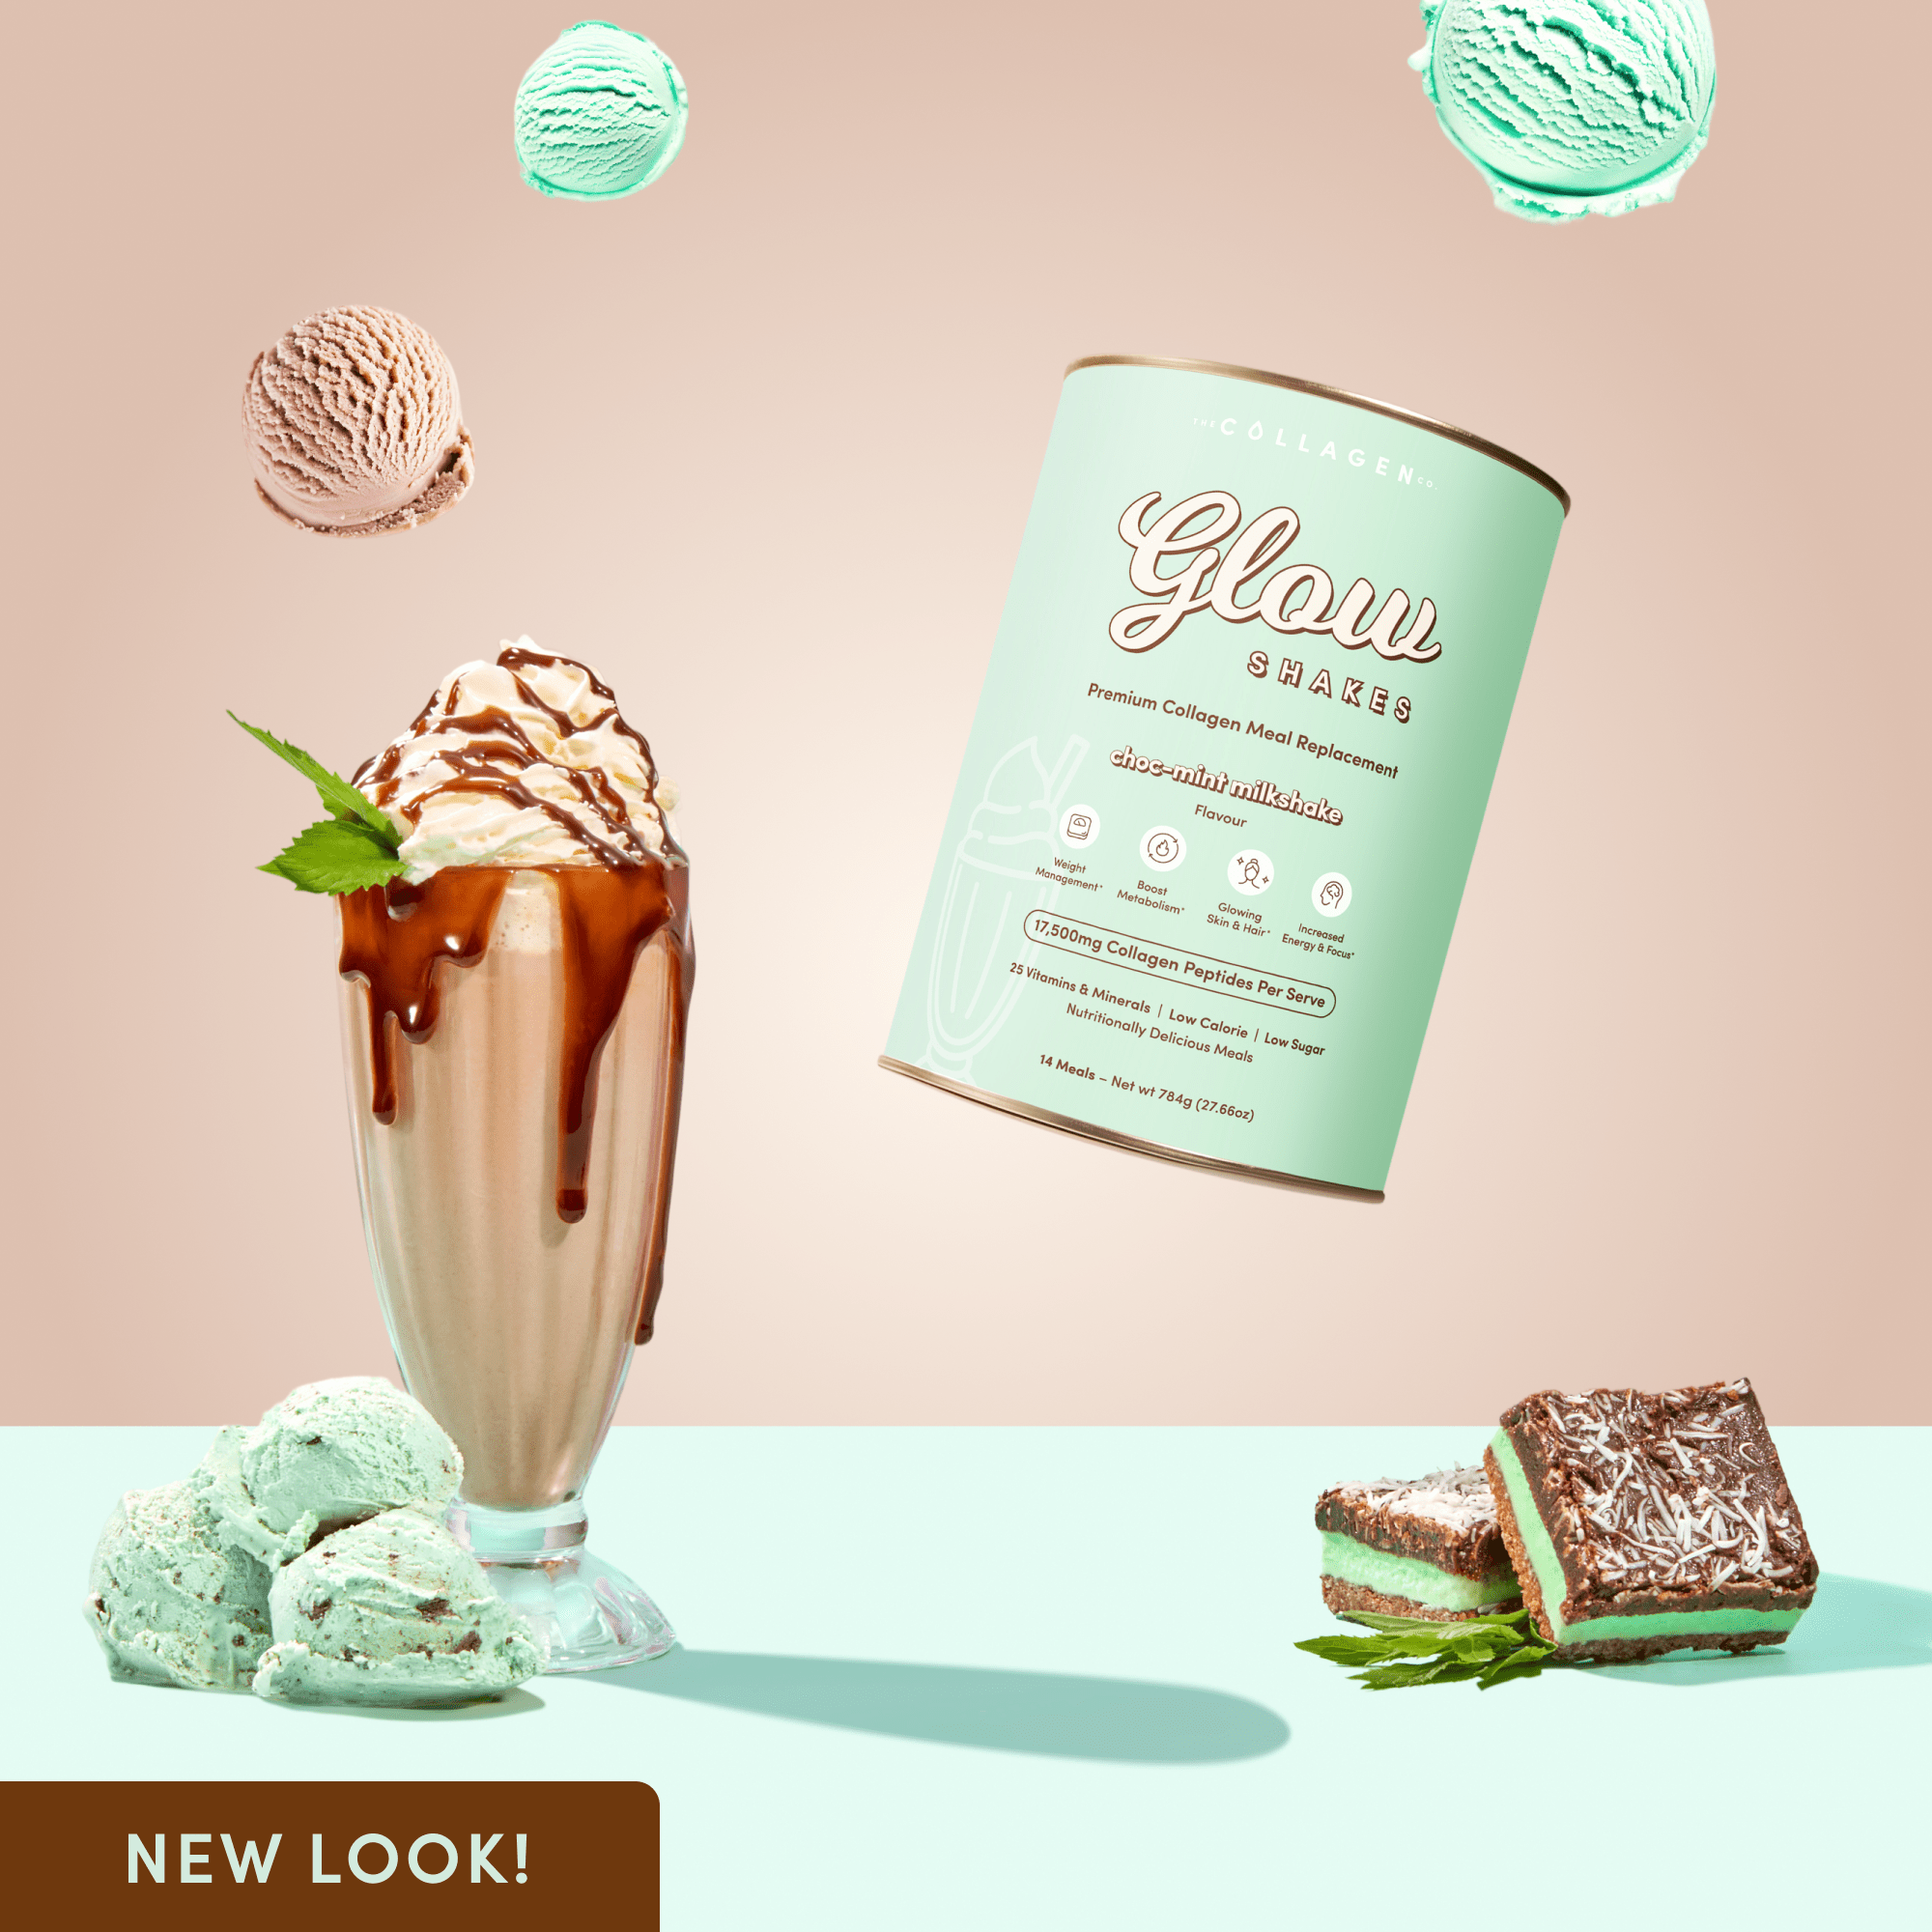 THE COLLAGEN CO.
Glow
SHAKES
Premium Collagen Meal Replacement
choc-mint milkshake
Flavour
Weight
Management*
Boost
Metabolism*
Glowing
Skin & Hair*
Increased
Energy & Focus*
17,500mg Collagen Peptides Per Serve
25 Vitamins & Minerals | Low Calorie | Low Sugar
Nutritionally Delicious Meals
14 Meals – Net wt 784g (27.66oz)
NEW LOOK!